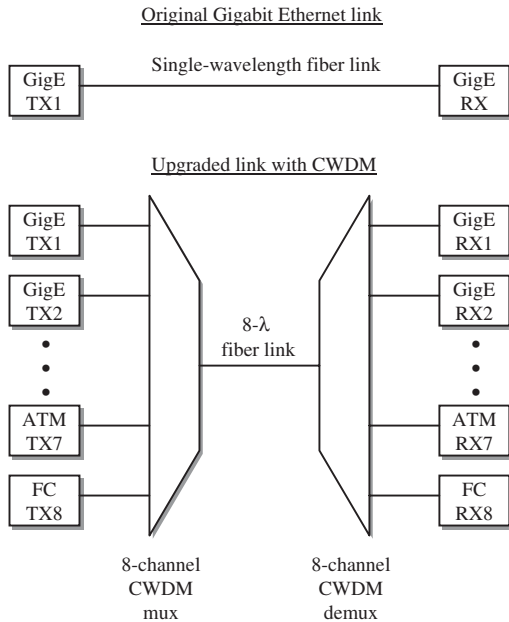 Original Gigabit Ethernet link
GigE
TX1
Single-wavelength fiber link
GigE
RX
Upgraded link with CWDM
GigE
TX1
GigE
RX1
GigE
TX2
GigE
RX2
8-λ
fiber link
ATM
TX7
ATM
RX7
FC
TX8
FC
RX8
8-channel
CWDM
mux
8-channel
CWDM
demux